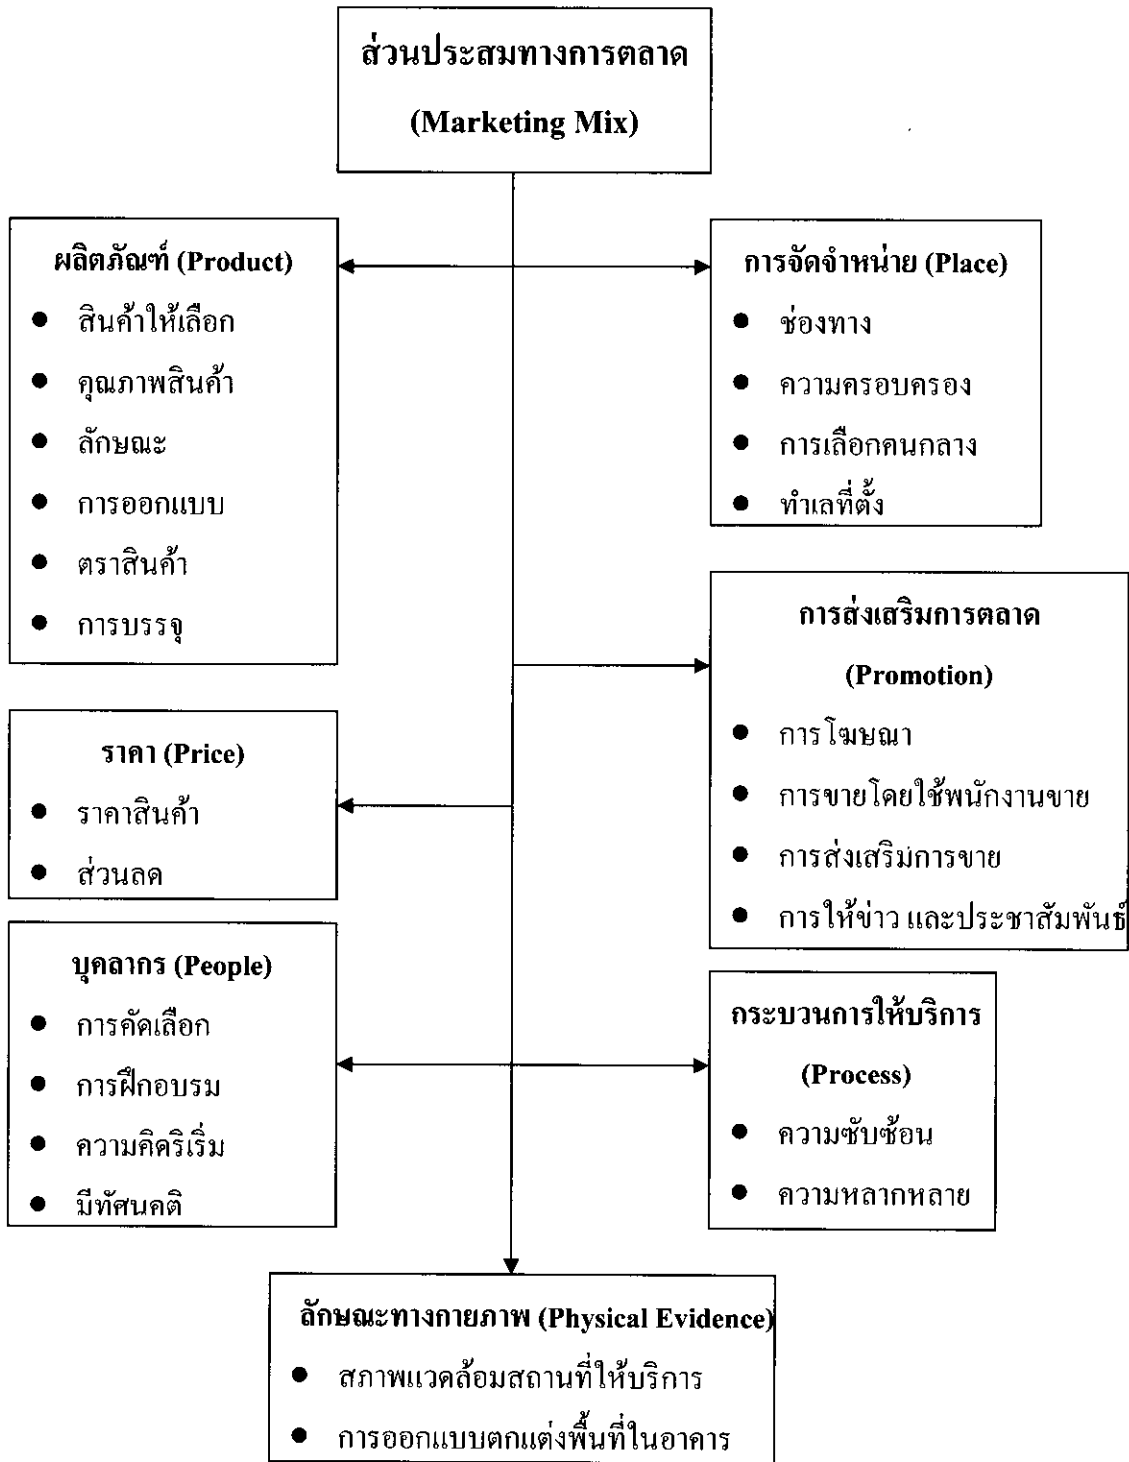 ส่วนประสมทางการตลาด
(Marketing Mix)
ผลิตภัณฑ์ (Product)
● สินค้าให้เลือก
● คุณภาพสินค้า
● ลักษณะ
● การออกแบบ
● ตราสินค้า
● การบรรจุ
การจัดจำหน่าย (Place)
● ช่องทาง
● ความครอบครอง
● การเลือกคนกลาง
● ทำเลที่ตั้ง
การส่งเสริมการตลาด
(Promotion)
● การโฆษณา
● การขายโดยใช้พนักงานขาย
● การส่งเสริมการขาย
● การให้ข่าว และประชาสัมพันธ์
ราคา (Price)
● ราคาสินค้า
● ส่วนลด
บุคลากร (People)
● การคัดเลือก
● การฝึกอบรม
● ความคิดริเริ่ม
● มีทัศนคติ
กระบวนการให้บริการ
(Process)
● ความซับซ้อน
● ความหลากหลาย
ลักษณะทางกายภาพ (Physical Evidence)
● สภาพแวดล้อมสถานที่ให้บริการ
● การออกแบบตกแต่งพื้นที่ในอาคาร